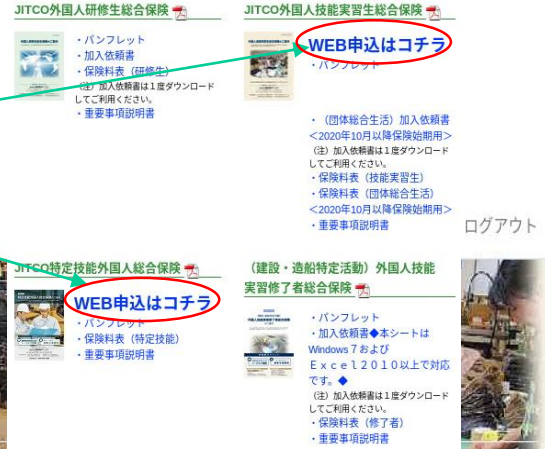 JITCO外国人研修生総合保険
・パンフレット
・加入依頼書
・保険料表（研修生）
（注）加入依頼書は１度ダウンロード
してご利用ください。
・重要事項説明書
JITCO外国人技能実習生総合保険
WEB申込はコチラ
・パンフレット
・（団体総合生活）加入依頼書
＜2020年10月以降保険始期用＞
（注）加入依頼書は１度ダウンロード
してご利用ください。
・保険料表（技能実習生）
・保険料表（団体総合生活）
＜2020年10月以降保険始期用＞
・重要事項説明書
ログアウト
JITCO特定技能外国人総合保険
WEB申込はコチラ
・パンフレット
・保険料表（特定技能）
・重要事項説明書
（建設・造船特定活動）外国人技能
実習修了者総合保険
・パンフレット
・加入依頼書◆本シートは
Windows７および
Ｅｘｃｅｌ２０１０以上で対応
です。◆
（注）加入依頼書は１度ダウンロード
してご利用ください。
・保険料表（修了者）
・重要事項説明書